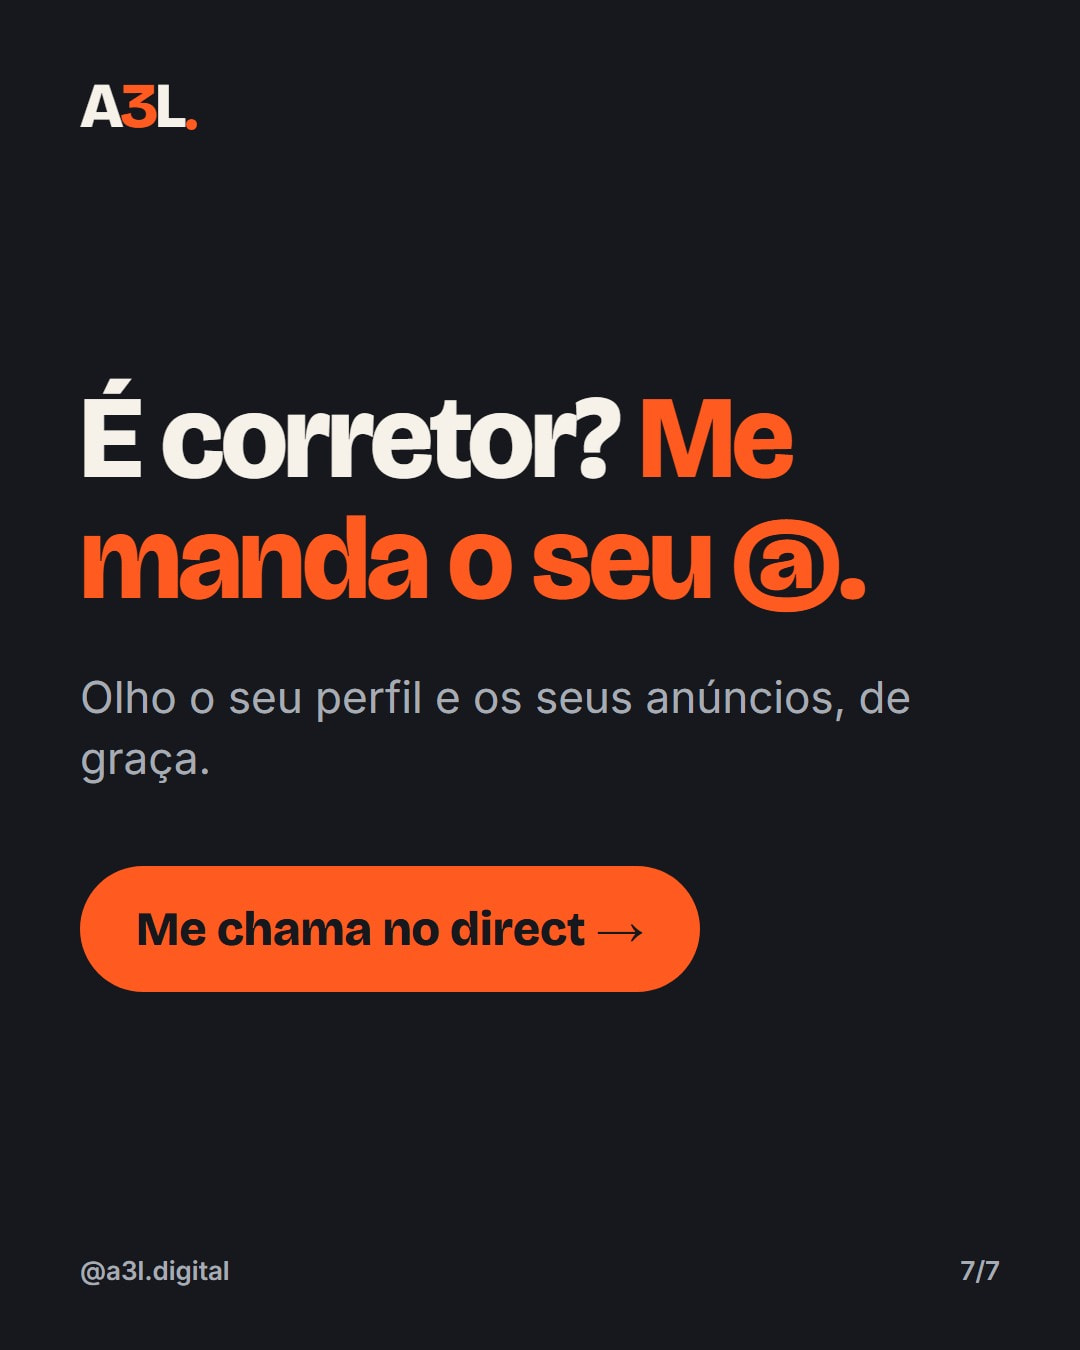 A3L.
É corretor? Me
manda o seu @.
Olho o seu perfil e os seus anúncios, de
graça.
Me chama no direct →
@a3l.digital
7/7